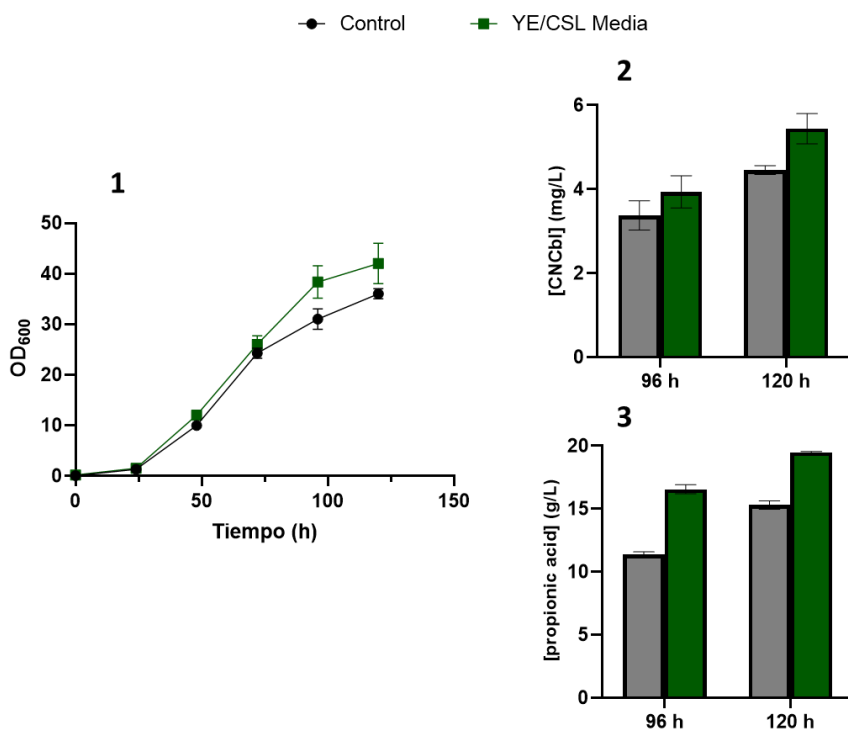 Control YE/CSL Media
1
OD600
50
40
30
20
10
0
0 50 100 150
Tiempo (h)
2
[CNCbl] (mg/L)
6
4
2
0
96 h 120 h
3
[propionic acid] (g/L)
20
15
10
5
0
96 h 120 h